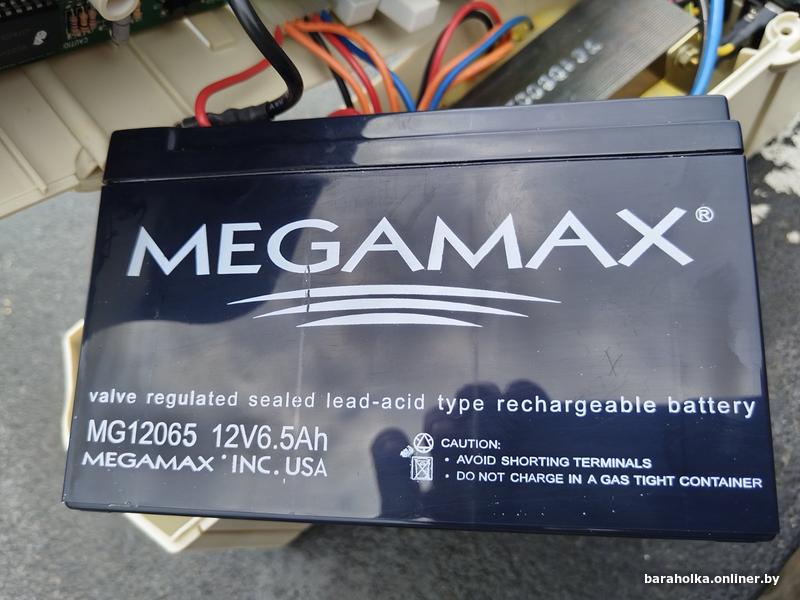 MEGAMAX®
valve regulated sealed lead-acid type rechargeable battery
MG12065 12V6.5Ah
MEGAMAX INC. USA
CAUTION:
• AVOID SHORTING TERMINALS
• DO NOT CHARGE IN A GAS TIGHT CONTAINER
baraholka.onliner.by